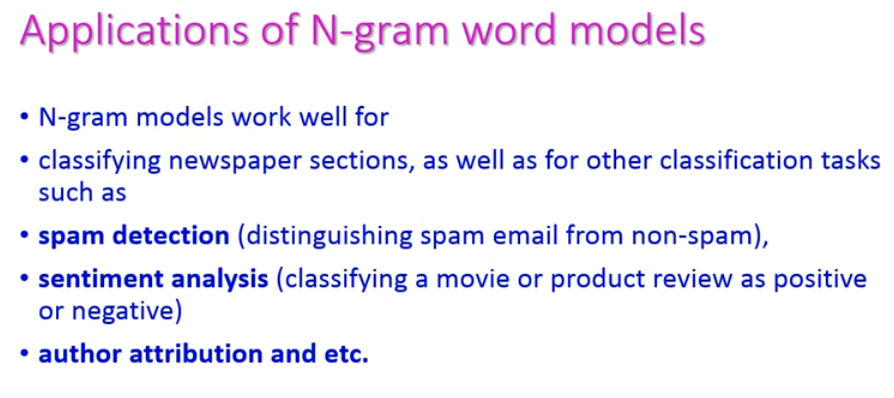 Applications of N-gram word models
• N-gram models work well for
• classifying newspaper sections, as well as for other classification tasks
such as
• spam detection (distinguishing spam email from non-spam),
• sentiment analysis (classifying a movie or product review as positive
or negative)
• author attribution and etc.